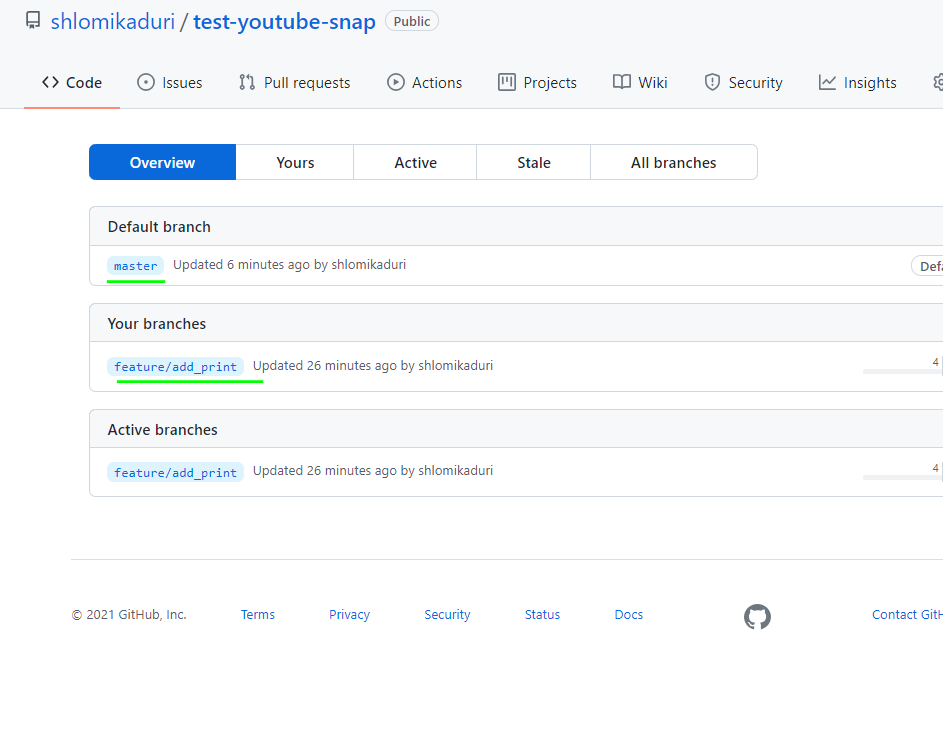 shlomikaduri / test-youtube-snap Public
Code Issues Pull requests Actions Projects Wiki Security Insights
Overview Yours Active Stale All branches
Default branch
master Updated 6 minutes ago by shlomikaduri Defa
Your branches
feature/add_print Updated 26 minutes ago by shlomikaduri 4
Active branches
feature/add_print Updated 26 minutes ago by shlomikaduri 4
© 2021 GitHub, Inc. Terms Privacy Security Status Docs Contact GitH